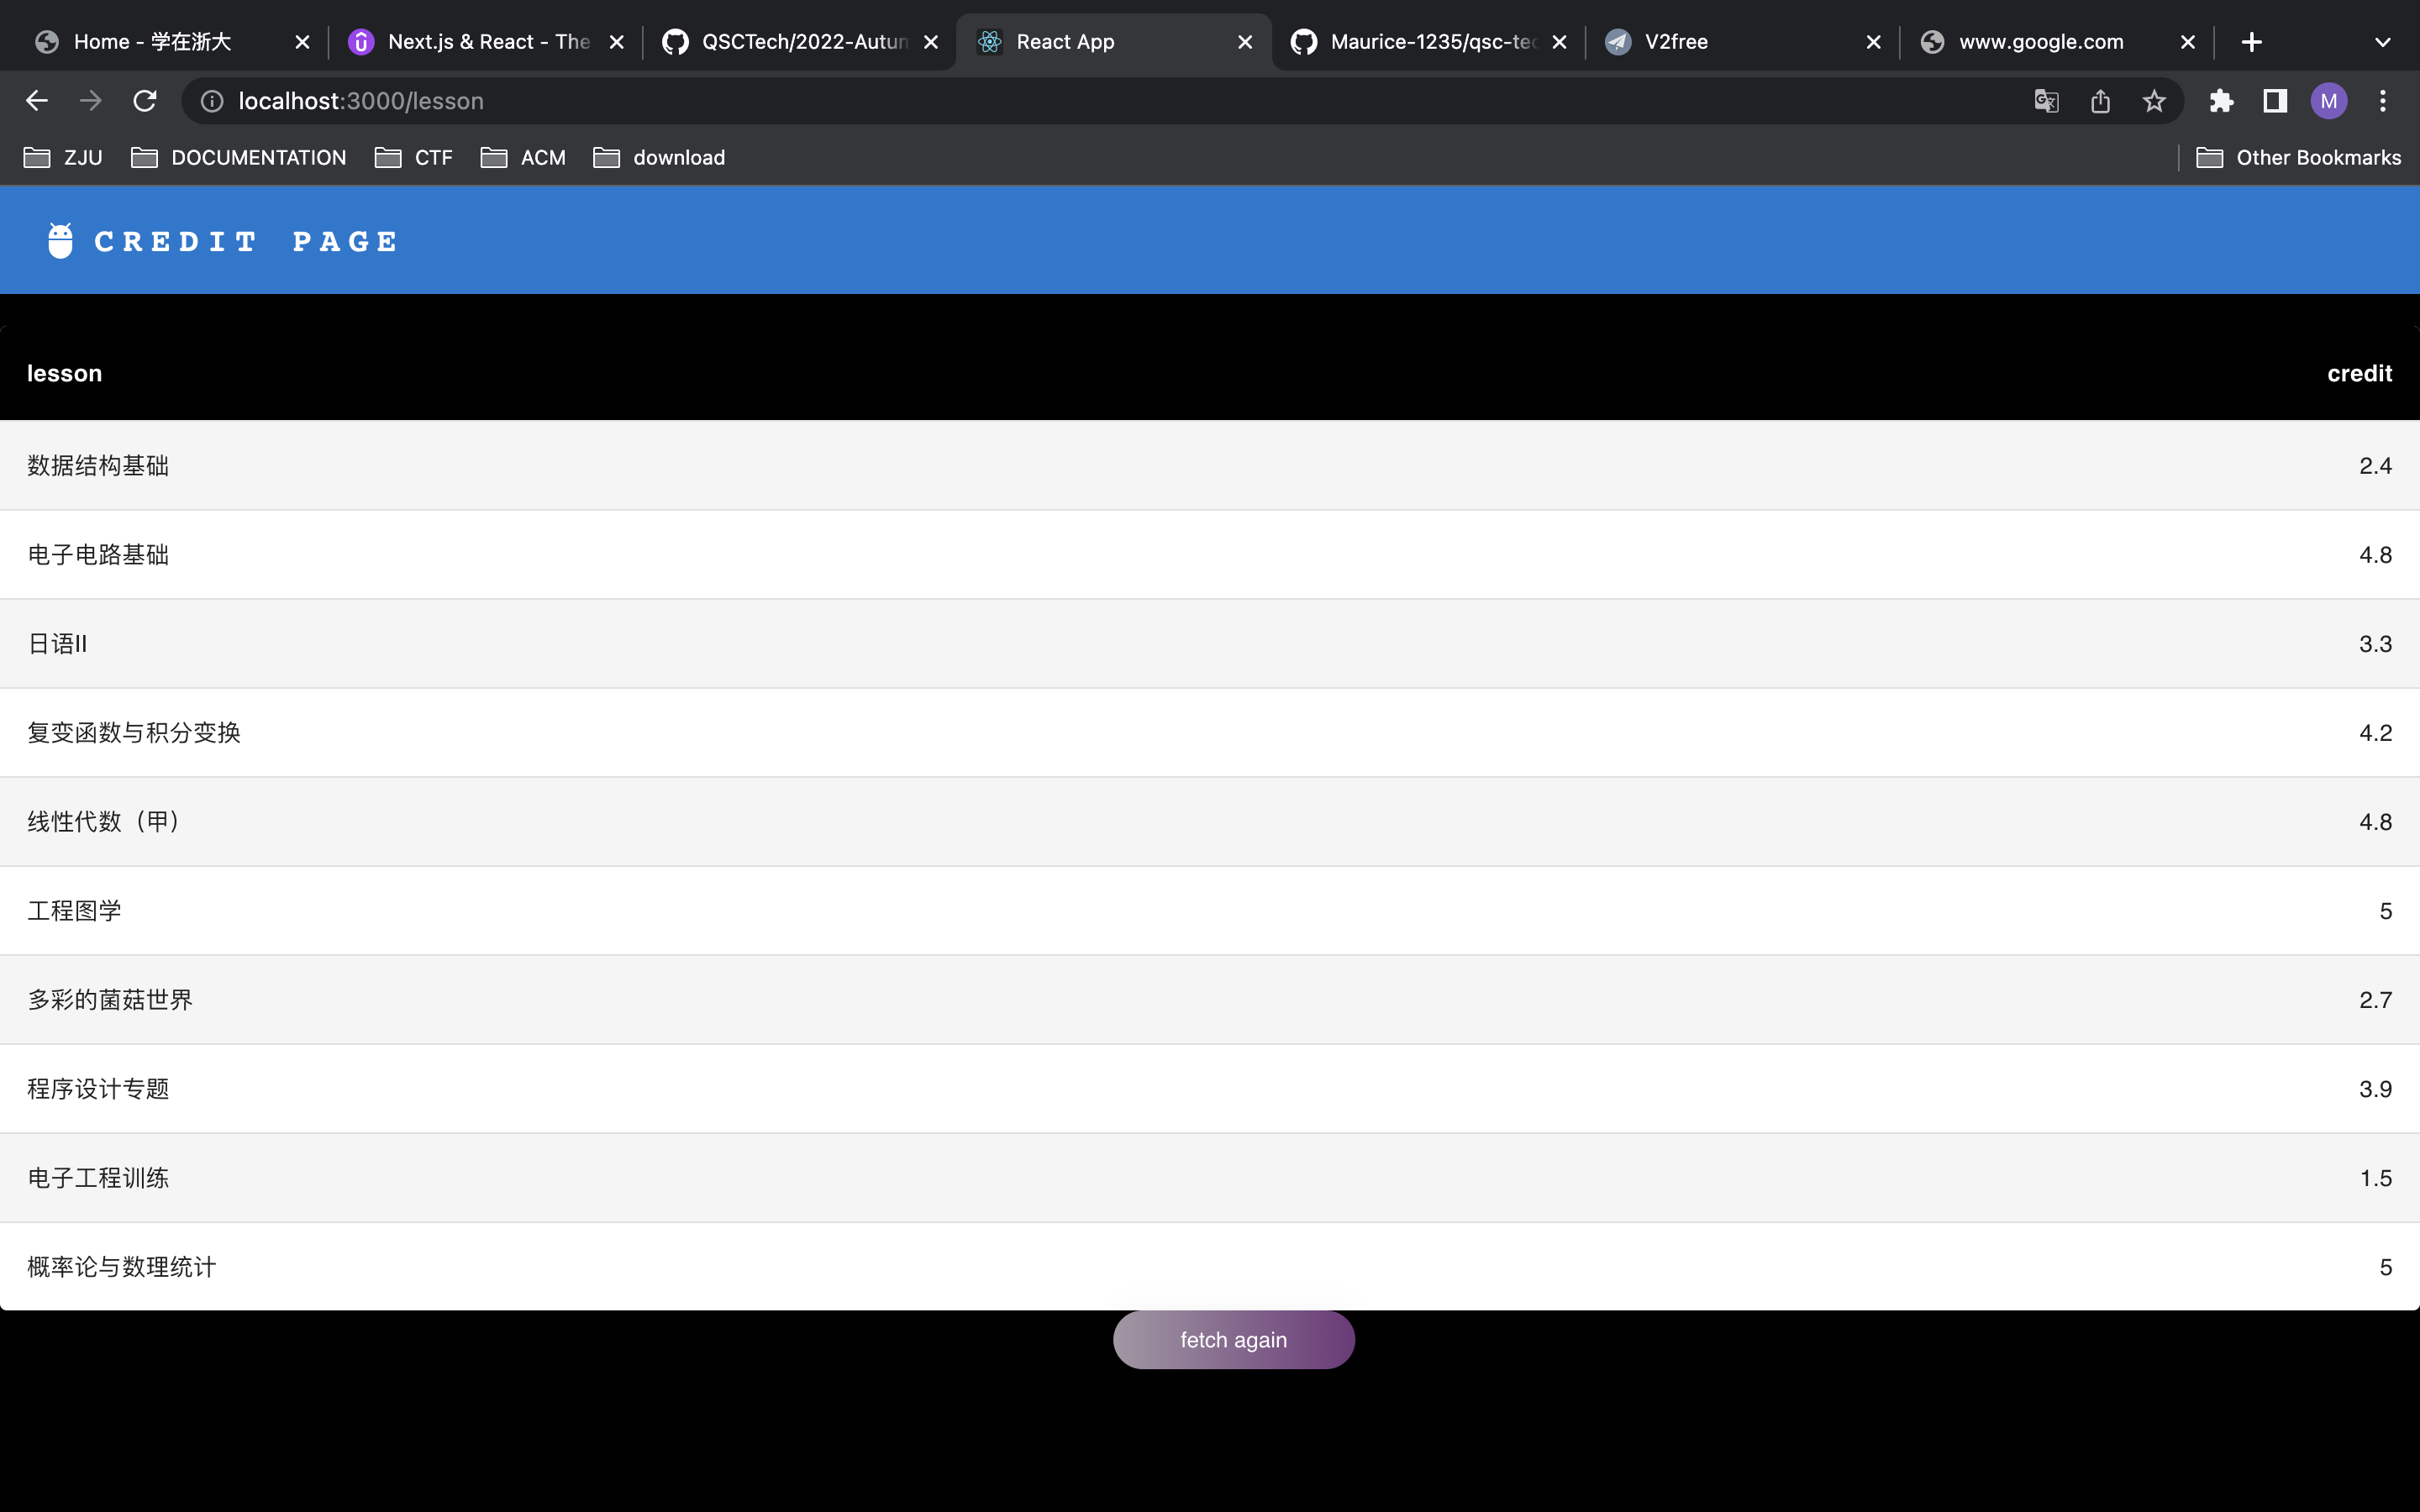 Home - 学在浙大
Next.js & React - The
QSCTech/2022-Autum
React App
Maurice-1235/qsc-tec
V2free
www.google.com
localhost:3000/lesson
M
ZJU
DOCUMENTATION
CTF
ACM
download
Other Bookmarks
CREDIT PAGE
lesson credit
数据结构基础 2.4
电子电路基础 4.8
日语II 3.3
复变函数与积分变换 4.2
线性代数（甲） 4.8
工程图学 5
多彩的菌菇世界 2.7
程序设计专题 3.9
电子工程训练 1.5
概率论与数理统计 5
fetch again